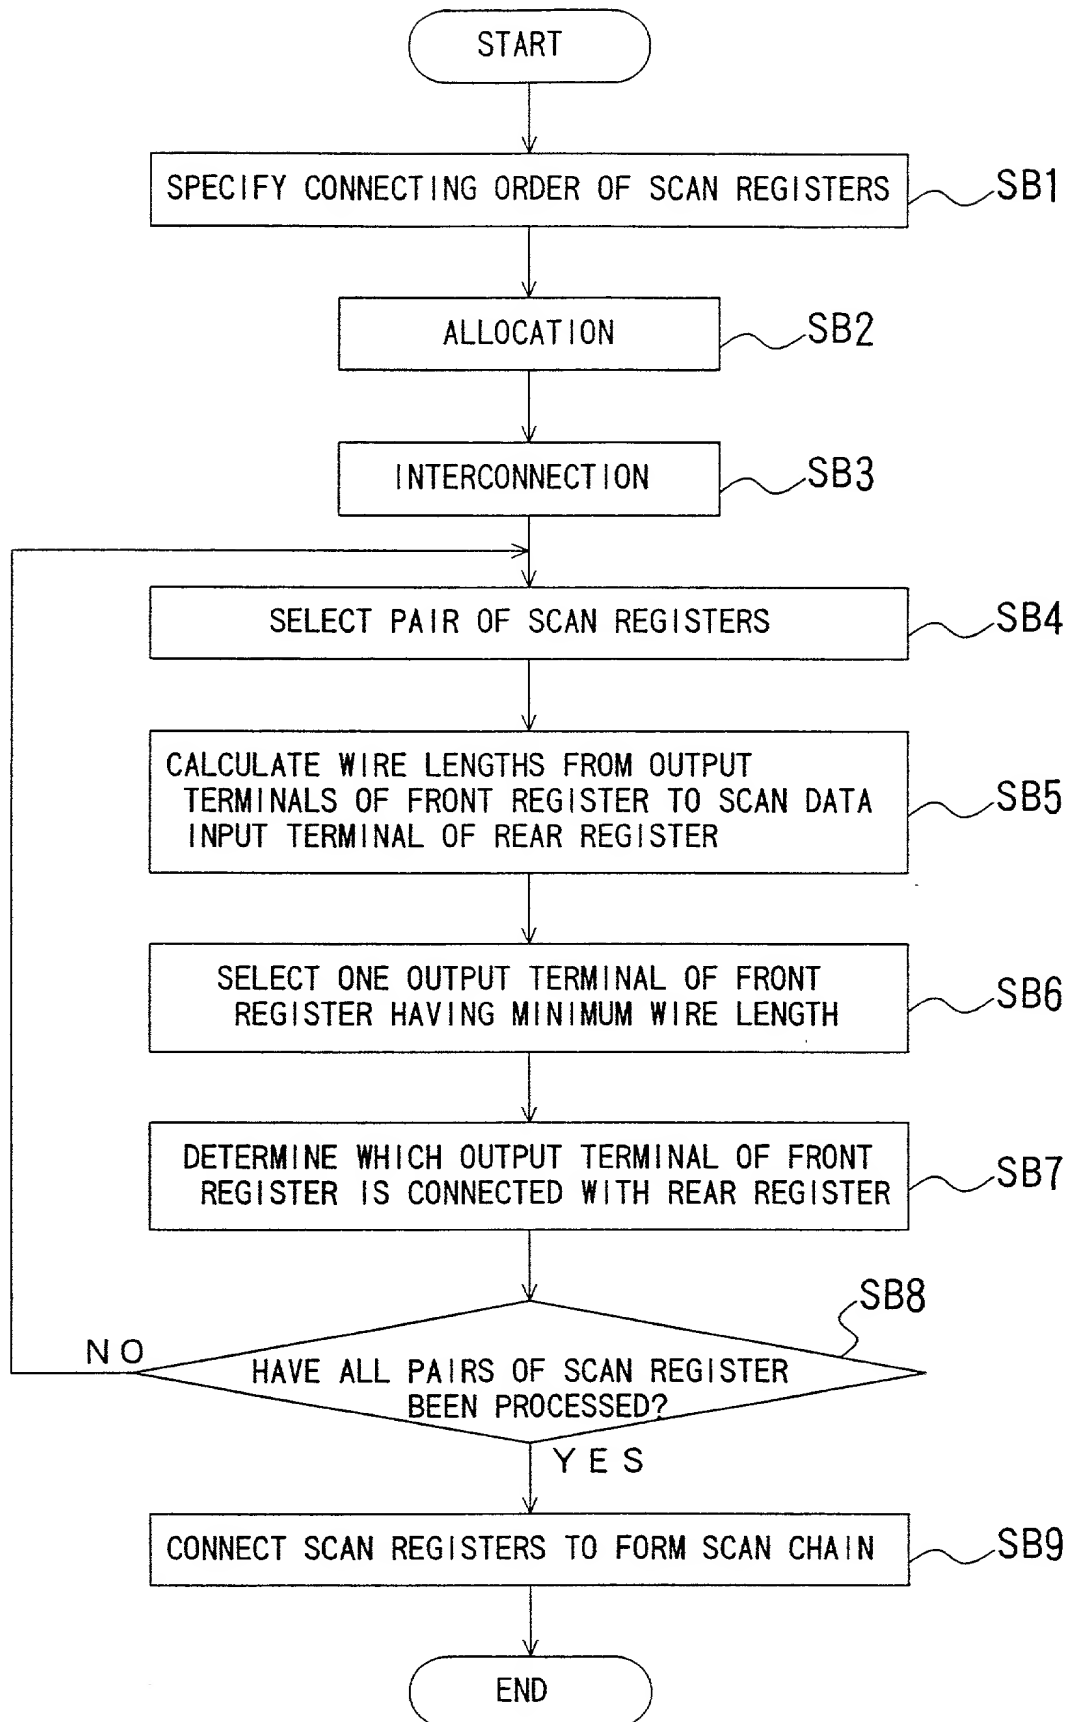 START
SPECIFY CONNECTING ORDER OF SCAN REGISTERS
SB1
ALLOCATION
SB2
INTERCONNECTION
SB3
SELECT PAIR OF SCAN REGISTERS
SB4
CALCULATE WIRE LENGTHS FROM OUTPUT
TERMINALS OF FRONT REGISTER TO SCAN DATA
INPUT TERMINAL OF REAR REGISTER
SB5
SELECT ONE OUTPUT TERMINAL OF FRONT
REGISTER HAVING MINIMUM WIRE LENGTH
SB6
DETERMINE WHICH OUTPUT TERMINAL OF FRONT
REGISTER IS CONNECTED WITH REAR REGISTER
SB7
SB8
NO
HAVE ALL PAIRS OF SCAN REGISTER
BEEN PROCESSED?
YES
CONNECT SCAN REGISTERS TO FORM SCAN CHAIN
SB9
END